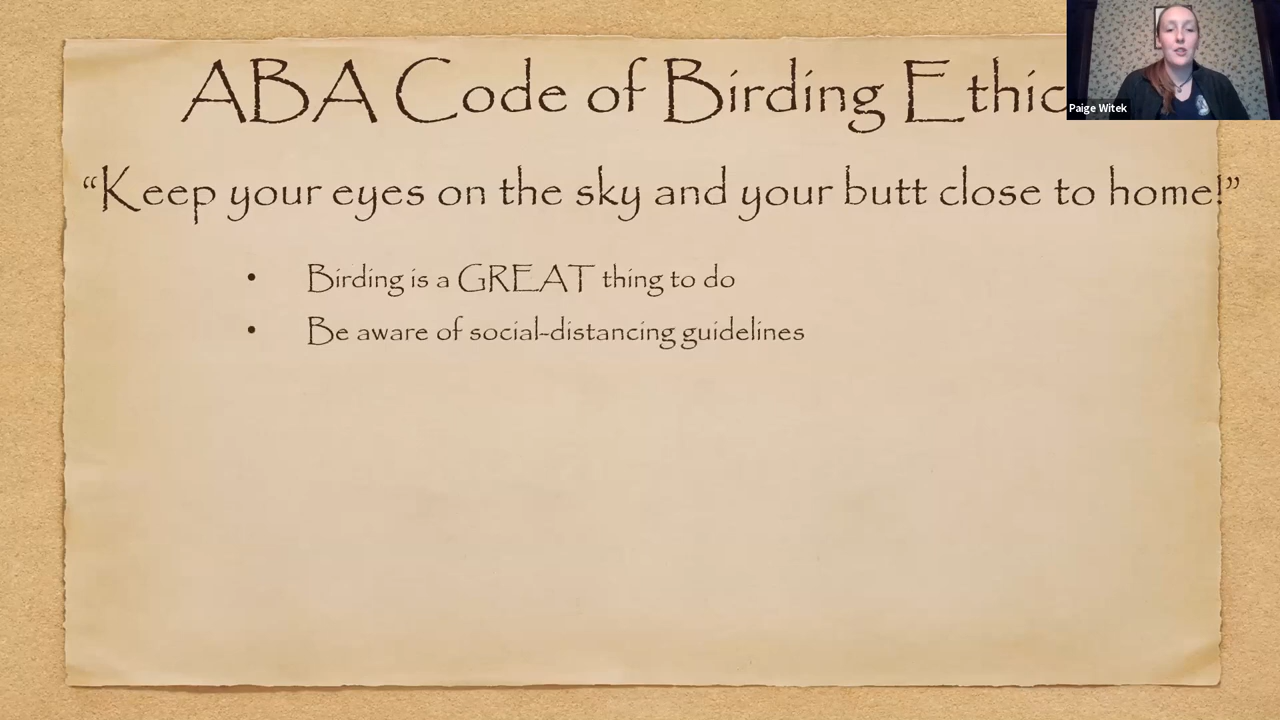 ABA Code of Birding Ethic
Paige Witek
“Keep your eyes on the sky and your butt close to home!”
• Birding is a GREAT thing to do
• Be aware of social-distancing guidelines